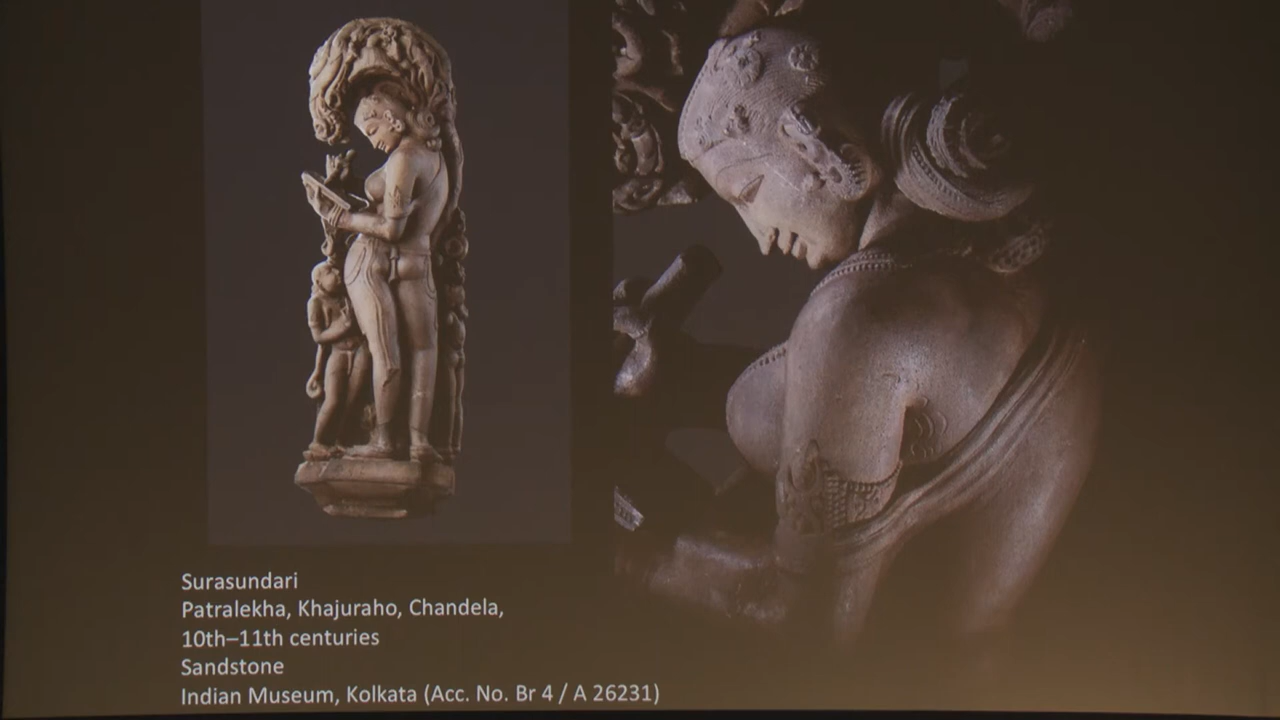 Surasundari
Patralekha, Khajuraho, Chandela,
10th–11th centuries
Sandstone
Indian Museum, Kolkata (Acc. No. Br 4 / A 26231)